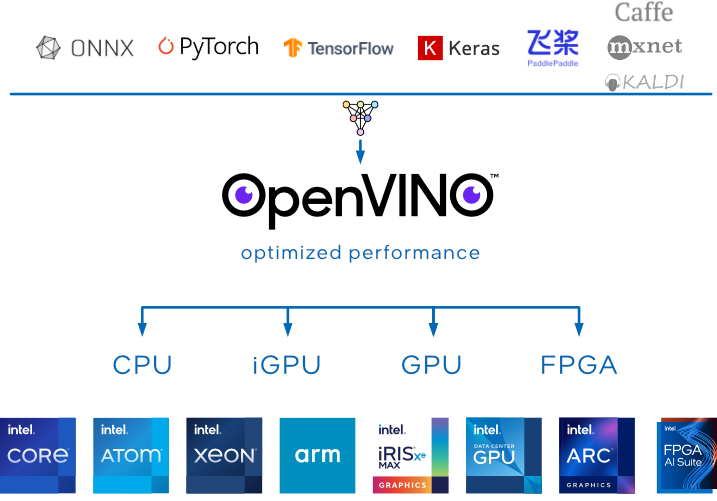 ONNX
PyTorch
TensorFlow
Keras
飞桨
PaddlePaddle
Caffe
mxnet
KALDI
OpenVINO™
optimized performance
CPU
iGPU
GPU
FPGA
intel.
CORE
intel.
ATOM
intel.
XEON
arm
intel.
iRIS Xe
MAX
GRAPHICS
intel.
DATA CENTER
GPU
intel.
ARC
GRAPHICS
intel
FPGA
AI Suite